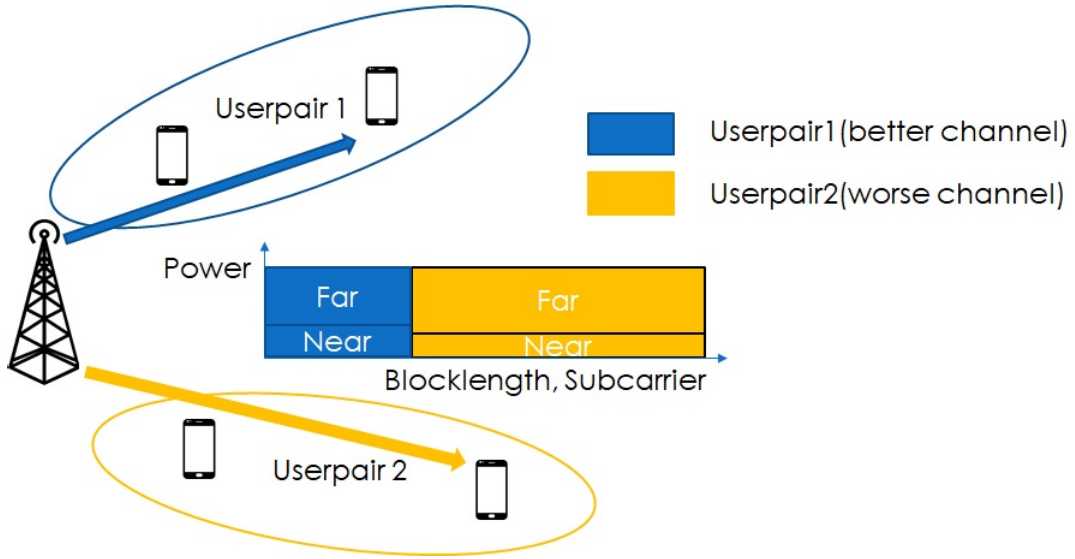 Userpair 1
Userpair1(better channel)
Userpair2(worse channel)
Power
Far
Far
Near
Near
Blocklength, Subcarrier
Userpair 2